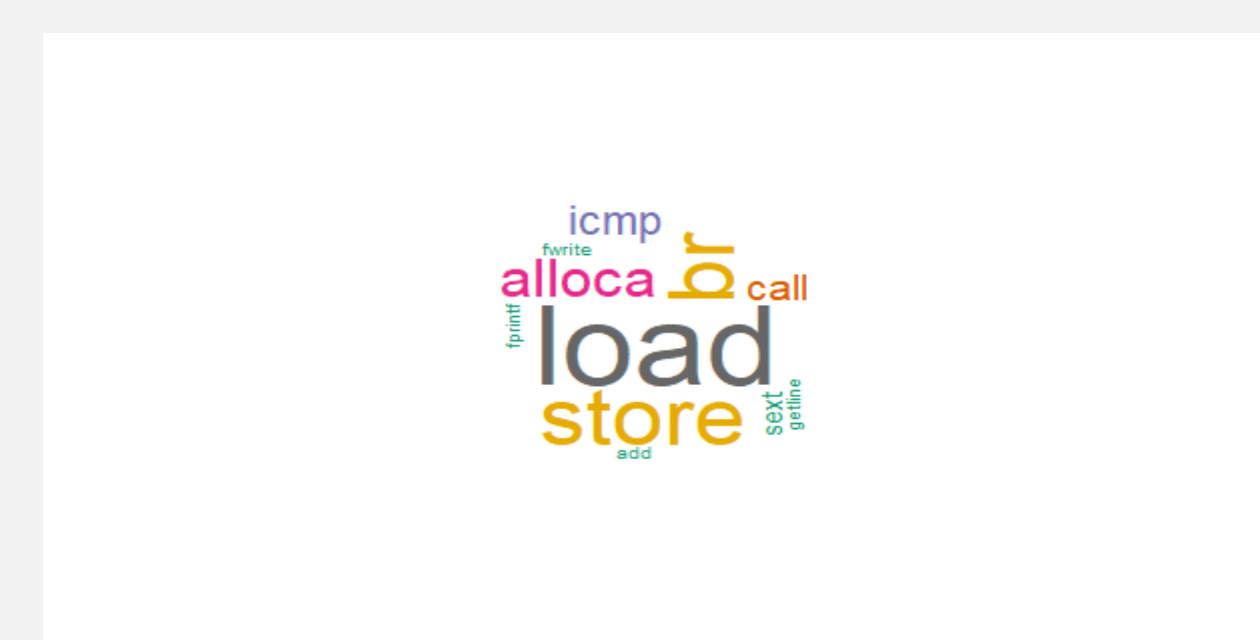 icmp
fwrite
br
alloca
call
fprintf
load
sext
getline
store
add